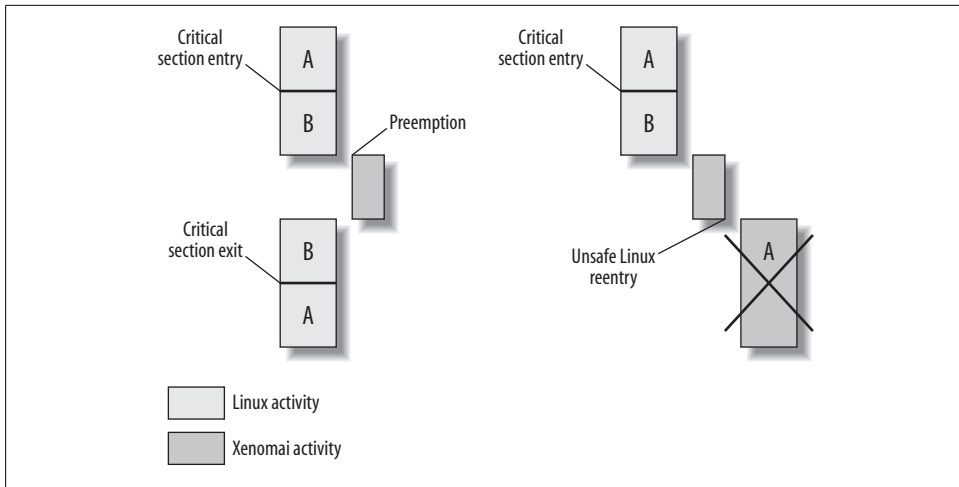 Critical
section entry
A
B
Preemption
Critical
section exit
B
A
Critical
section entry
A
B
Unsafe Linux
reentry
A
Linux activity
Xenomai activity